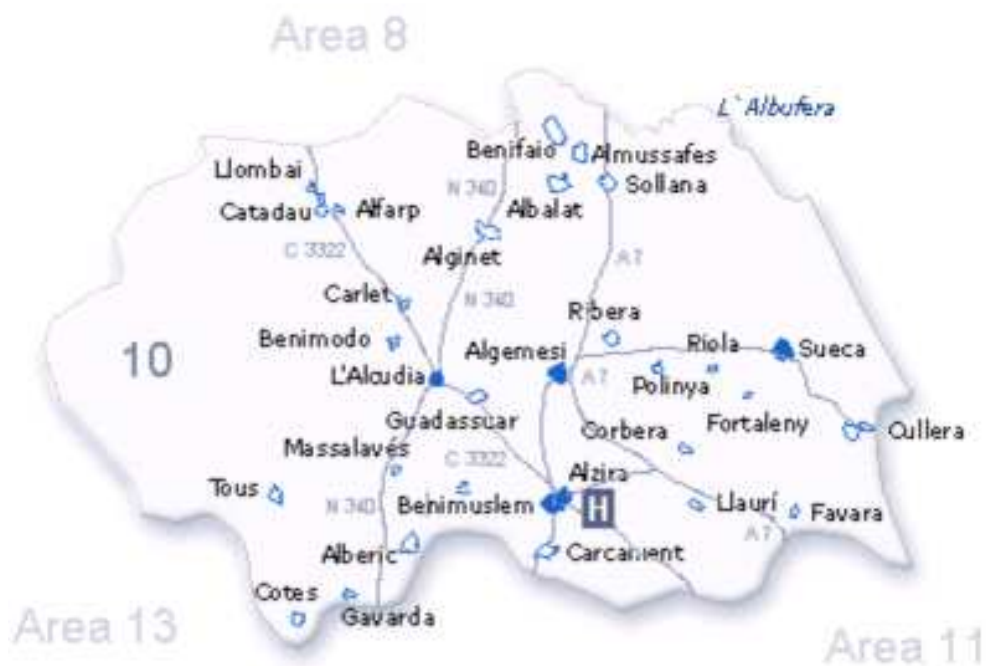 Area 8
L`Albufera
Benifaio
Almussafes
Llombai
N 340
Albalat
Sollana
Catadau
Alfarp
C 3322
Alginet
A7
Carlet
N 340
Ribera
10
Benimodo
Algemesi
Riola
Sueca
L'Alcudia
A7
Polinya
Guadassuar
Corbera
Fortaleny
Cullera
Massalavés
C 3322
Alzira
Tous
N 340
Benimuslem
H
Llaurí
Favara
A7
Alberic
Carcament
Cotes
Gavarda
Area 13
Area 11